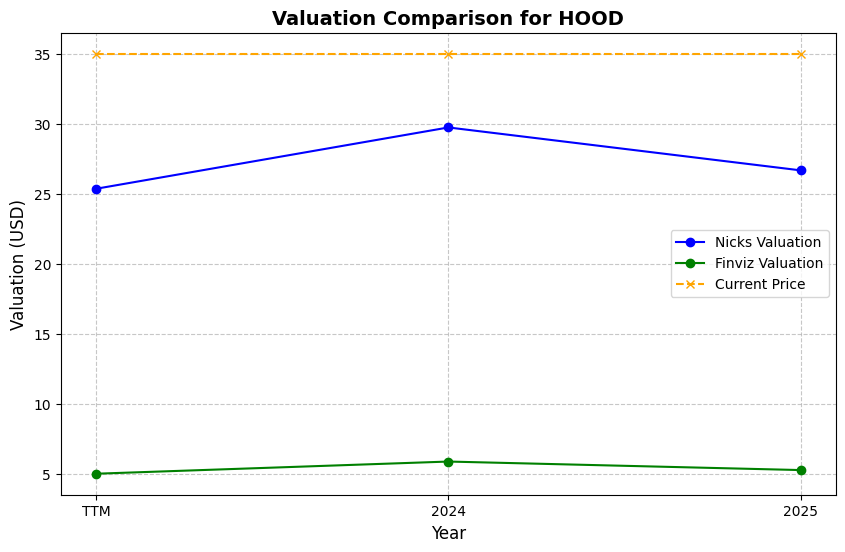 Valuation Comparison for HOOD
Valuation (USD)
35
30
25
20
15
10
5
Nicks Valuation
Finviz Valuation
Current Price
TTM
2024
2025
Year